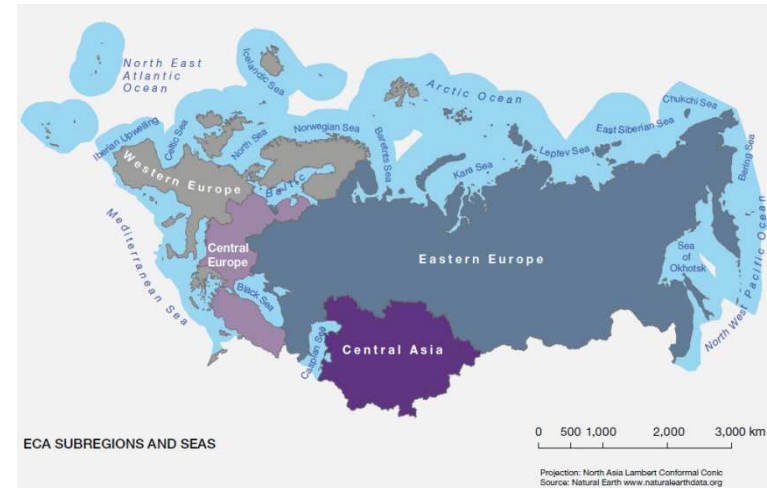 North East
Atlantic
Ocean
Icelandic Sea
Arctic Ocean
Chukchi Sea
East Siberian Sea
Laptev Sea
Kara Sea
Barents Sea
Norwegian Sea
North Sea
Celtic Sea
Iberian Upwelling
Western Europe
Baltic
Bering Sea
Mediterranean Sea
Central
Europe
Eastern Europe
Sea
of
Okhotsk
Black Sea
North West Pacific Ocean
Caspian Sea
Central Asia
ECA SUBREGIONS AND SEAS
0 500 1,000 2,000 3,000 km
Projection: North Asia Lambert Conformal Conic
Source: Natural Earth www.naturalearthdata.org